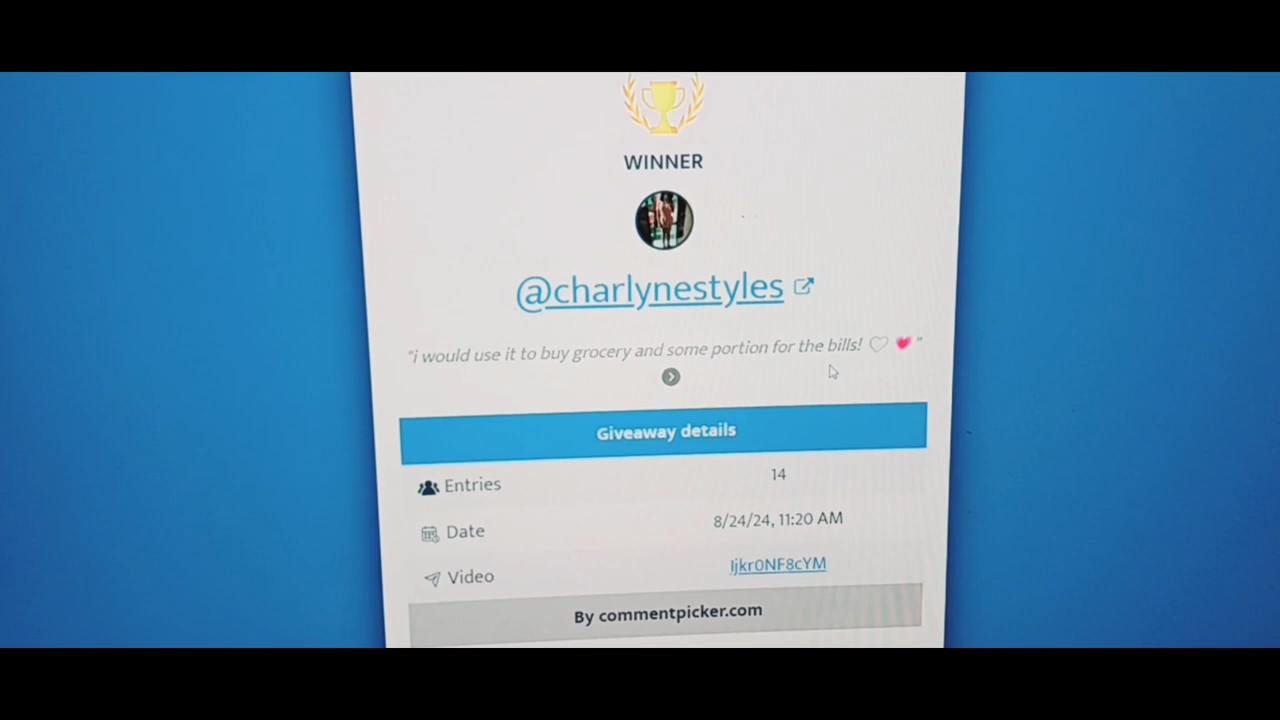 WINNER
@charlynestyles
"i would use it to buy grocery and some portion for the bills! 🤍 💗"
Giveaway details
Entries 14
Date 8/24/24, 11:20 AM
Video Ijkr0NF8cYM
By commentpicker.com